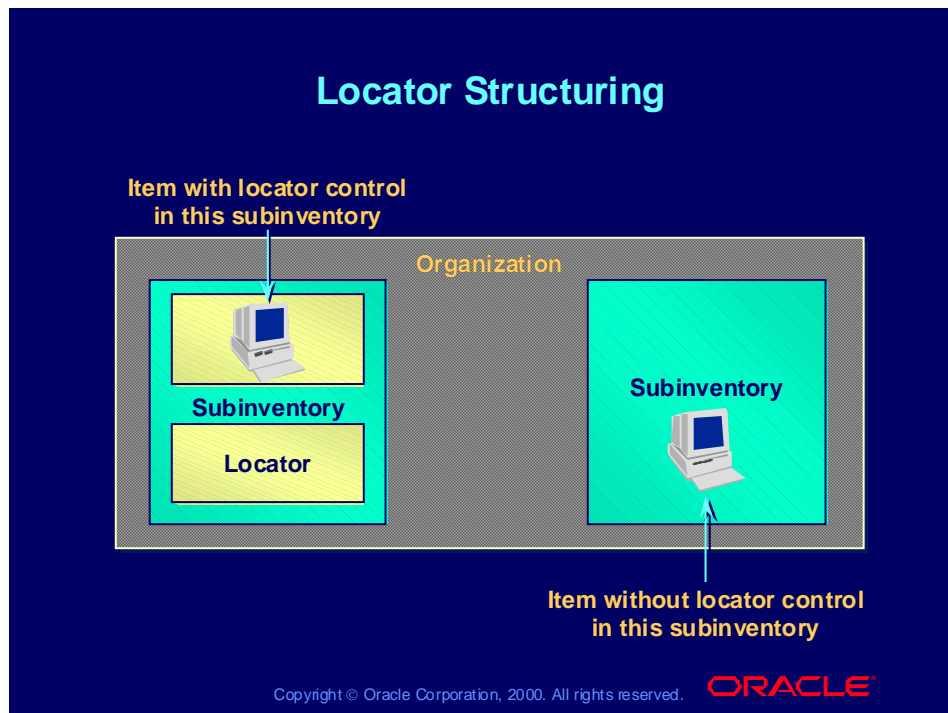 Locator Structuring
Item with locator control
in this subinventory
Organization
Subinventory
Locator
Subinventory
Item without locator control
in this subinventory
Copyright © Oracle Corporation, 2000. All rights reserved.
ORACLE®